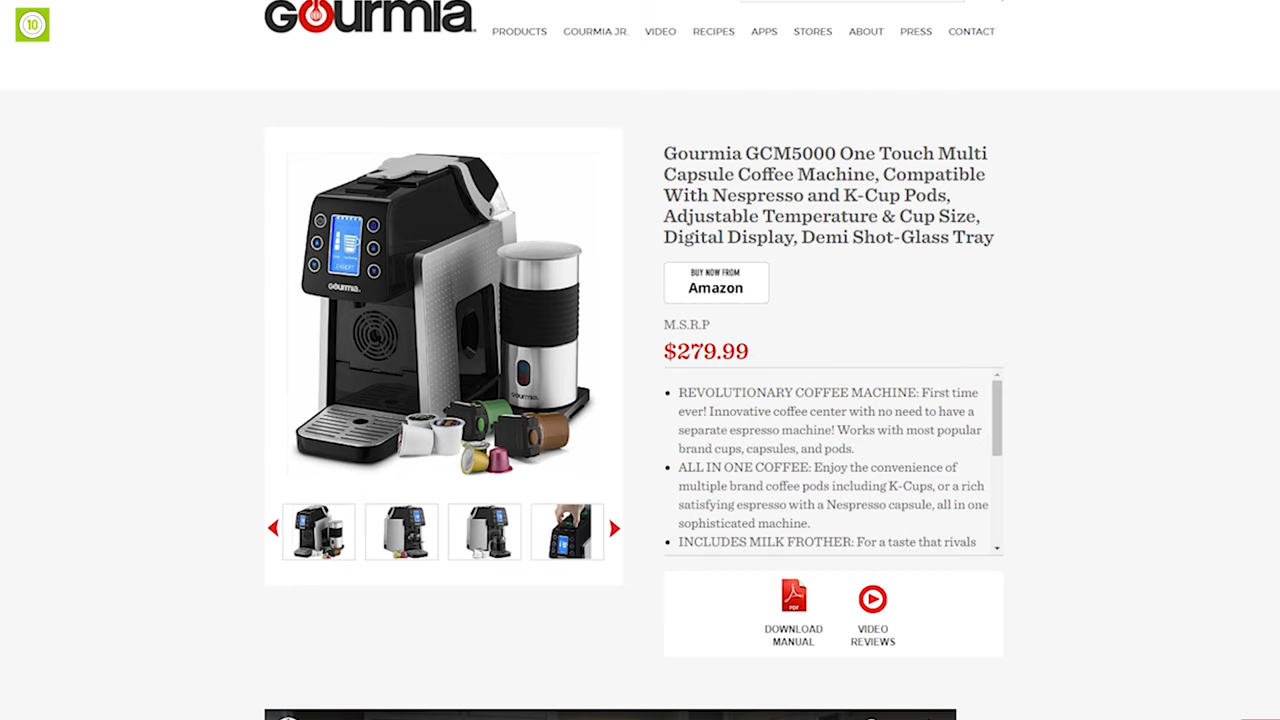 10
GOurmia
PRODUCTS GOURMIA JR. VIDEO RECIPES APPS STORES ABOUT PRESS CONTACT
Gourmia GCM5000 One Touch Multi
Capsule Coffee Machine, Compatible
With Nespresso and K-Cup Pods,
Adjustable Temperature & Cup Size,
Digital Display, Demi Shot-Glass Tray
BUY NOW FROM
Amazon
M.S.R.P
$279.99
• REVOLUTIONARY COFFEE MACHINE: First time
ever! Innovative coffee center with no need to have a
separate espresso machine! Works with most popular
brand cups, capsules, and pods.
• ALL IN ONE COFFEE: Enjoy the convenience of
multiple brand coffee pods including K-Cups, or a rich
satisfying espresso with a Nespresso capsule, all in one
sophisticated machine.
• INCLUDES MILK FROTHER: For a taste that rivals
GOurmia
GOurmia
PDF
DOWNLOAD
MANUAL
VIDEO
REVIEWS